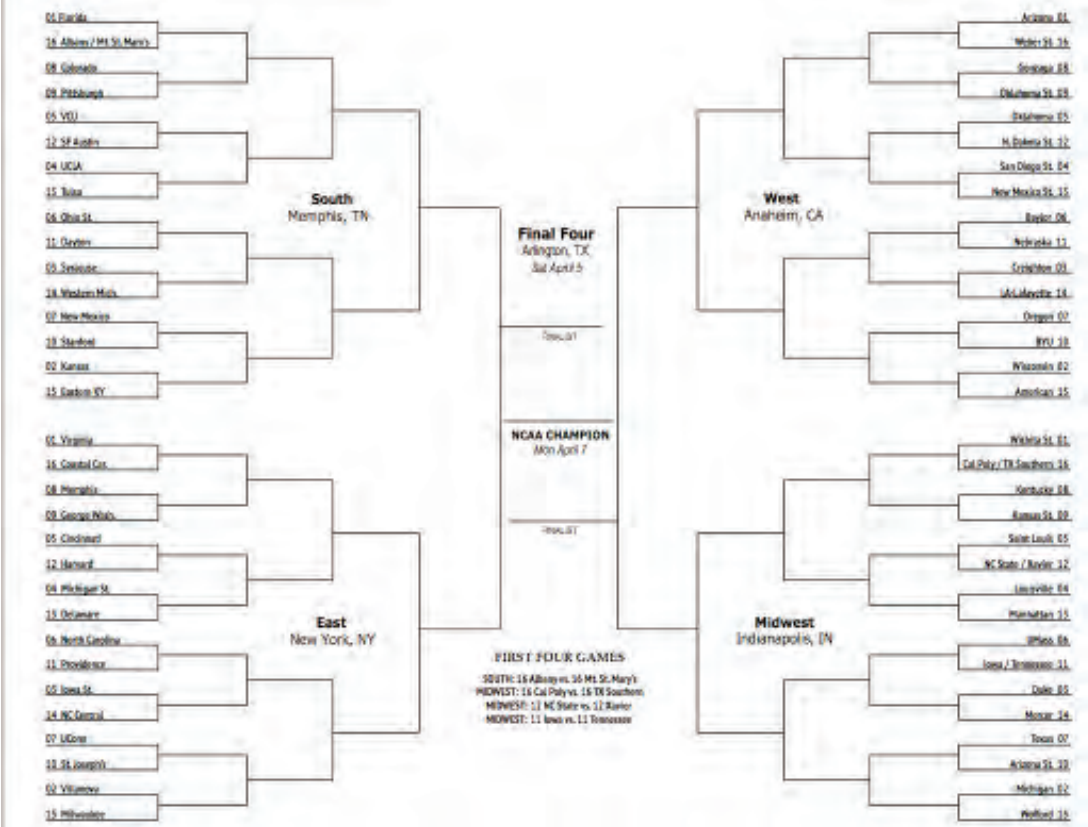 01 Florida
16 Albany / Mt. St. Mary's
08 Colorado
09 Pittsburgh
05 VCU
12 SF Austin
04 UCLA
Tulsa
06 Ohio St.
11 Dayton
Syracuse
14 Western Mich.
07 New Mexico
10 Stanford
02 Kansas
15 Eastern KY
South
Memphis, TN
01 Virginia
16 Coastal Car.
08 Memphis
09 George Wash.
05 Cincinnati
12 Harvard
04 Michigan St.
Delaware
06 North Carolina
11 Providence
Iowa St.
14 NC Central
07 UConn
10 St. Joseph's
02 Villanova
15 Milwaukee
East
New York, NY
Final Four
Arlington, TX
Sat April 5
NCAA CHAMPION
Mon April 7
FIRST FOUR GAMES
SOUTH: 16 Albany vs. 16 Mt. St. Mary's
MIDWEST: 16 Cal Poly vs. 16 TX Southern
MIDWEST: 12 NC State vs. 12 Xavier
MIDWEST: 11 Iowa vs. 11 Tennessee
Arizona 01
Weber St. 16
Gonzaga 08
Oklahoma St. 09
Oklahoma 05
N. Dakota St. 12
San Diego St. 04
New Mexico St.
Baylor 06
Nebraska 11
Creighton
LA-Lafayette 14
Oregon 07
BYU 10
Wisconsin 02
American 15
West
Anaheim, CA
Wichita St. 01
Cal Poly / TX Southern 16
Kentucky 08
Kansas St. 09
Saint Louis 05
NC State / Xavier 12
Louisville 04
Manhattan
UMass 06
Iowa / Tennessee 11
Duke
Mercer 14
Texas 07
Arizona St. 10
Michigan 02
Wofford 15
Midwest
Indianapolis, IN